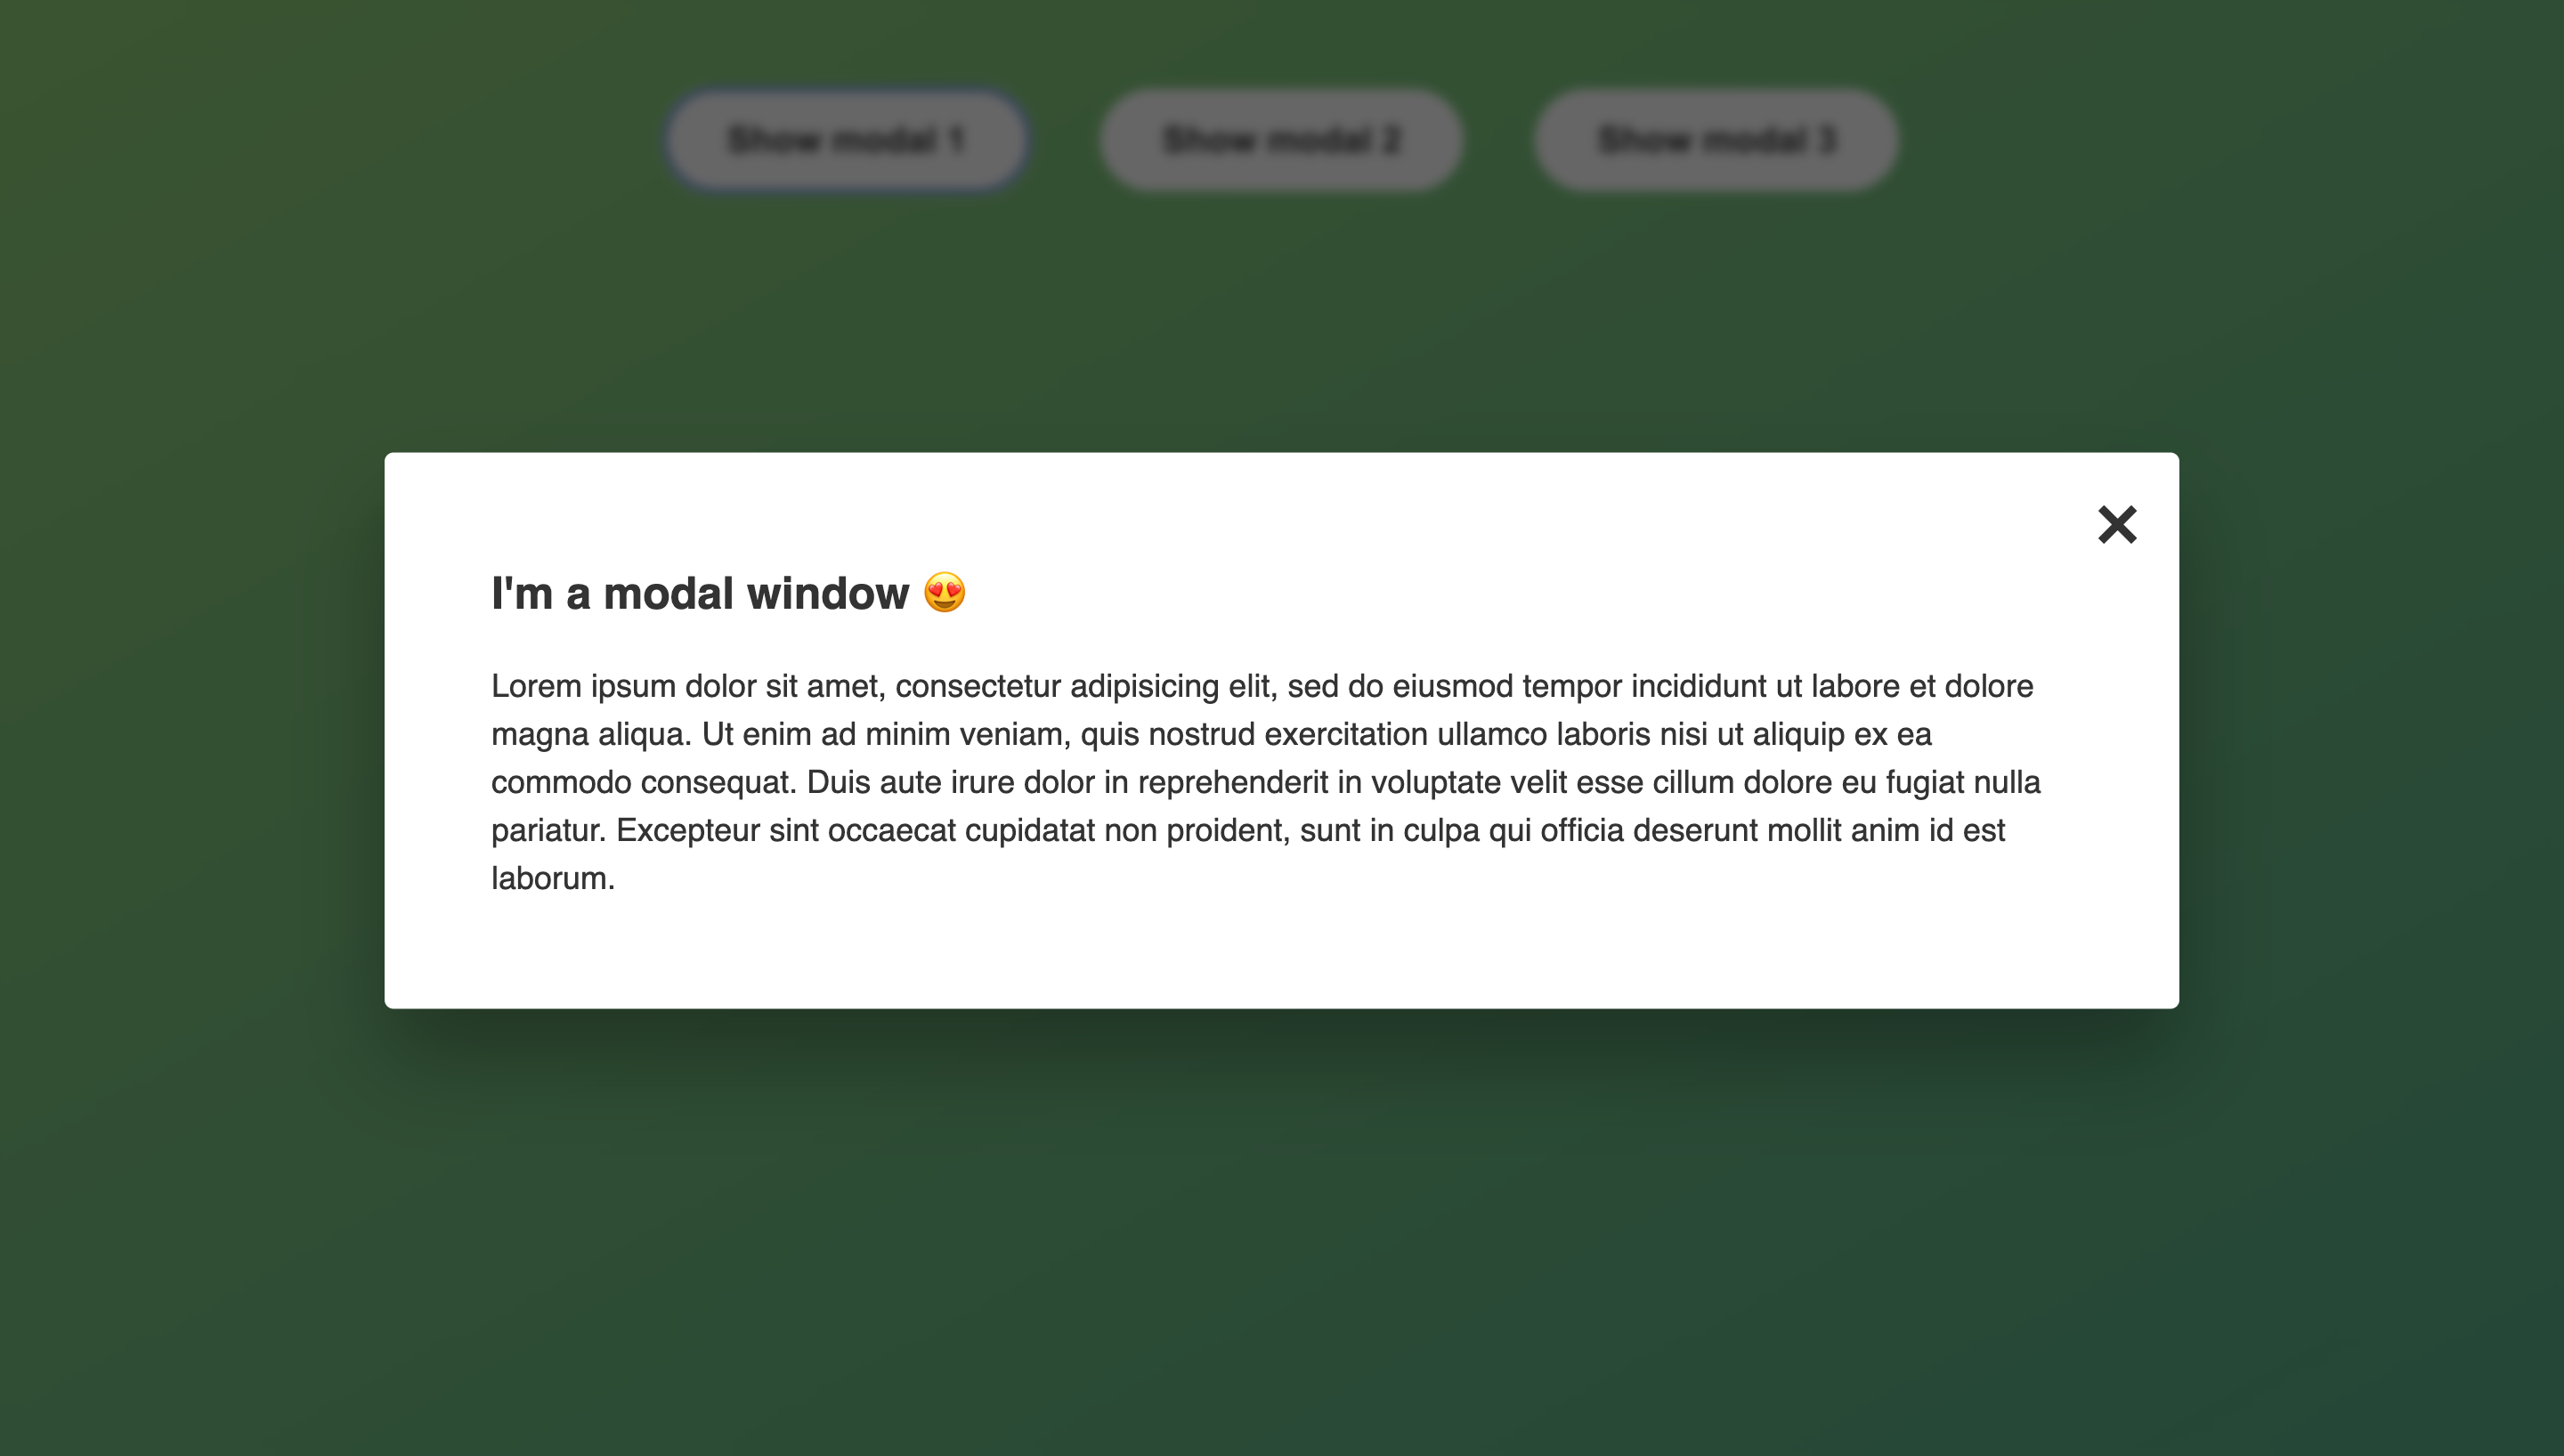 Show modal 1
Show modal 2
Show modal 3
I'm a modal window 😍
Lorem ipsum dolor sit amet, consectetur adipisicing elit, sed do eiusmod tempor incididunt ut labore et dolore
magna aliqua. Ut enim ad minim veniam, quis nostrud exercitation ullamco laboris nisi ut aliquip ex ea
commodo consequat. Duis aute irure dolor in reprehenderit in voluptate velit esse cillum dolore eu fugiat nulla
pariatur. Excepteur sint occaecat cupidatat non proident, sunt in culpa qui officia deserunt mollit anim id est
laborum.